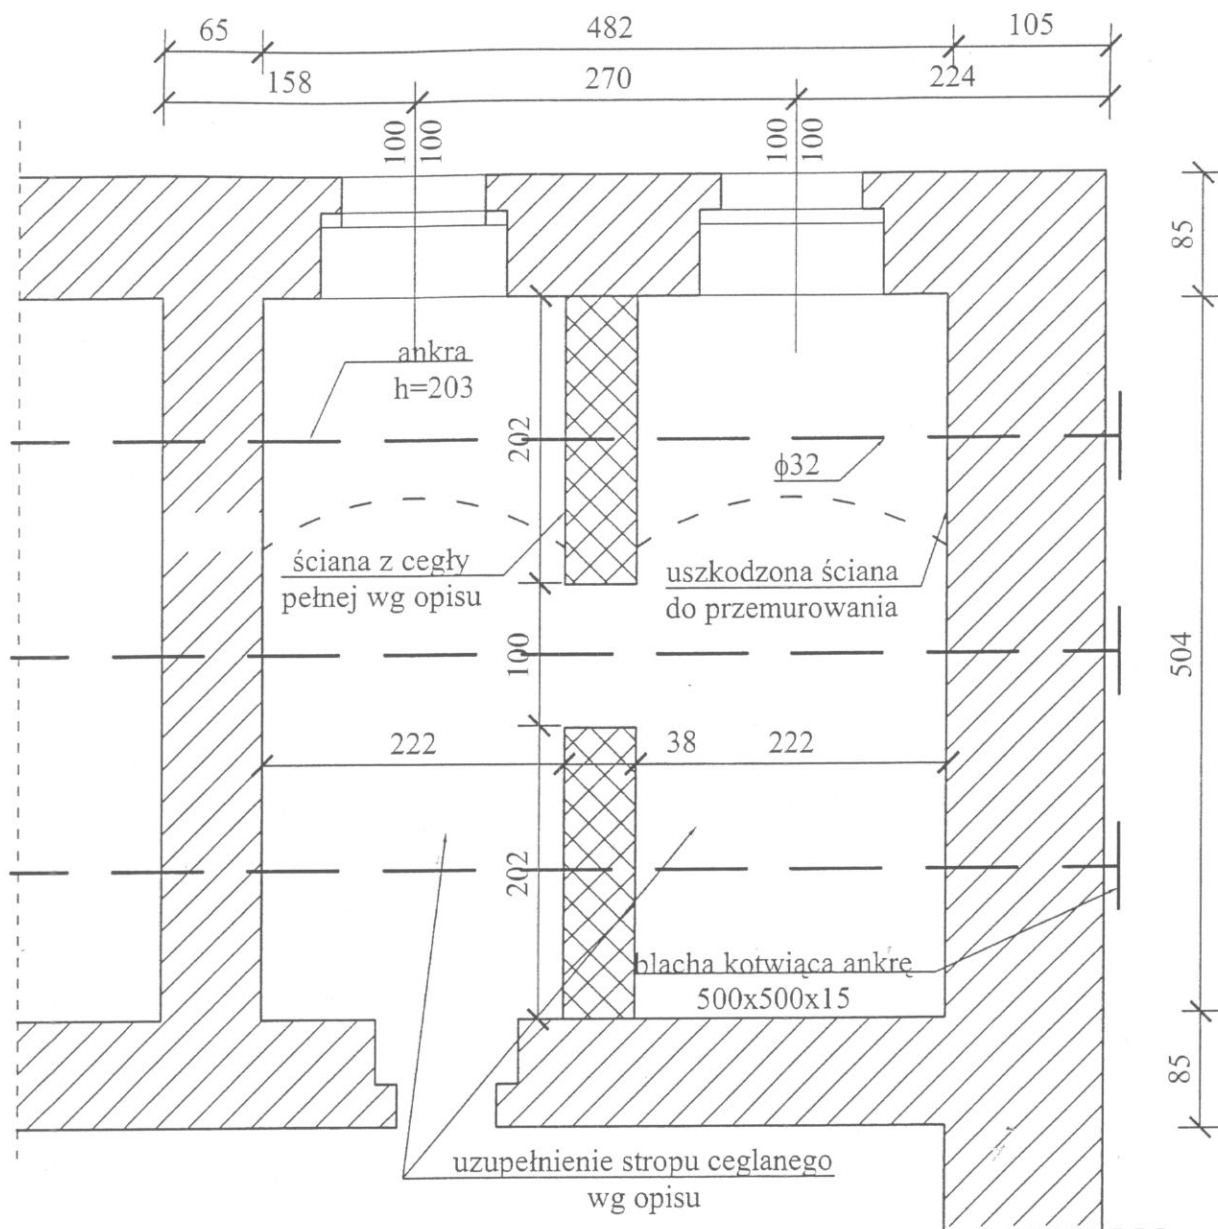 65 482 105
158 270 224
100 100 100 100
85
ankra
h=203
202
ϕ32
ściana z cegły
pełnej wg opisu
uszkodzona ściana
do przemurowania
100
504
222 38 222
202
blacha kotwiąca ankrę
500x500x15
85
uzupełnienie stropu ceglanego
wg opisu